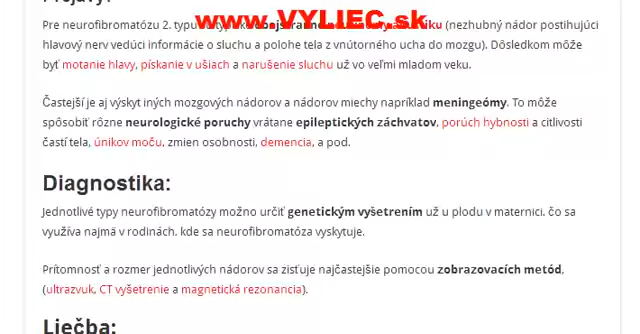 www.VYLIEC.sk
Pre neurofibromatózu 2. typu
(nezhubný nádor postihujúci
hlavový nerv vedúci informácie o sluchu a polohe tela z vnútorného ucha do mozgu). Dôsledkom môže
byť motanie hlavy, pískanie v ušiach a narušenie sluchu už vo veľmi mladom veku.
Častejší je aj výskyt iných mozgových nádorov a nádorov miechy napríklad meningeómy. To môže
spôsobiť rôzne neurologické poruchy vrátane epileptických záchvatov, porúch hybnosti a citlivosti
častí tela, únikov moču, zmien osobnosti, demencia, a pod.
Diagnostika:
Jednotlivé typy neurofibromatózy možno určiť genetickým vyšetrením už u plodu v maternici, čo sa
využíva najmä v rodinách, kde sa neurofibromatóza vyskytuje.
Prítomnosť a rozmer jednotlivých nádorov sa zisťuje najčastejšie pomocou zobrazovacích metód,
(ultrazvuk, CT vyšetrenie a magnetická rezonancia).
Liečba: